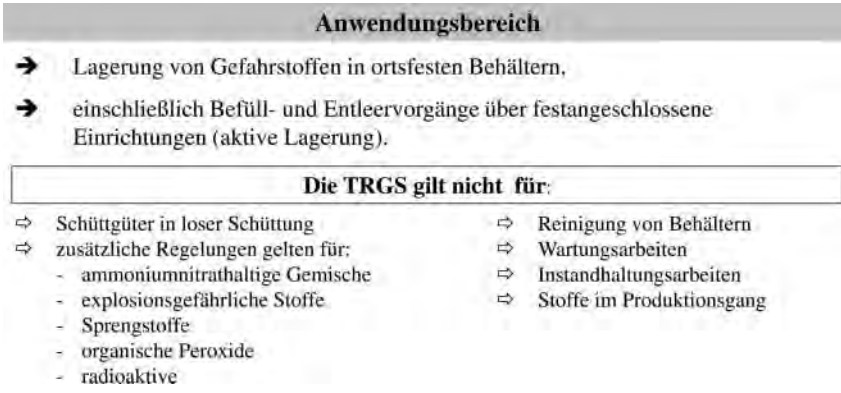 Anwendungsbereich
➔ Lagerung von Gefahrstoffen in ortsfesten Behältern,
➔ einschließlich Befüll- und Entleervorgänge über festangeschlossene
Einrichtungen (aktive Lagerung).
Die TRGS gilt nicht für:
⇨ Schüttgüter in loser Schüttung
⇨ zusätzliche Regelungen gelten für:
- ammoniumnitrathaltige Gemische
- explosionsgefährliche Stoffe
- Sprengstoffe
- organische Peroxide
- radioaktive
⇨ Reinigung von Behältern
⇨ Wartungsarbeiten
⇨ Instandhaltungsarbeiten
⇨ Stoffe im Produktionsgang